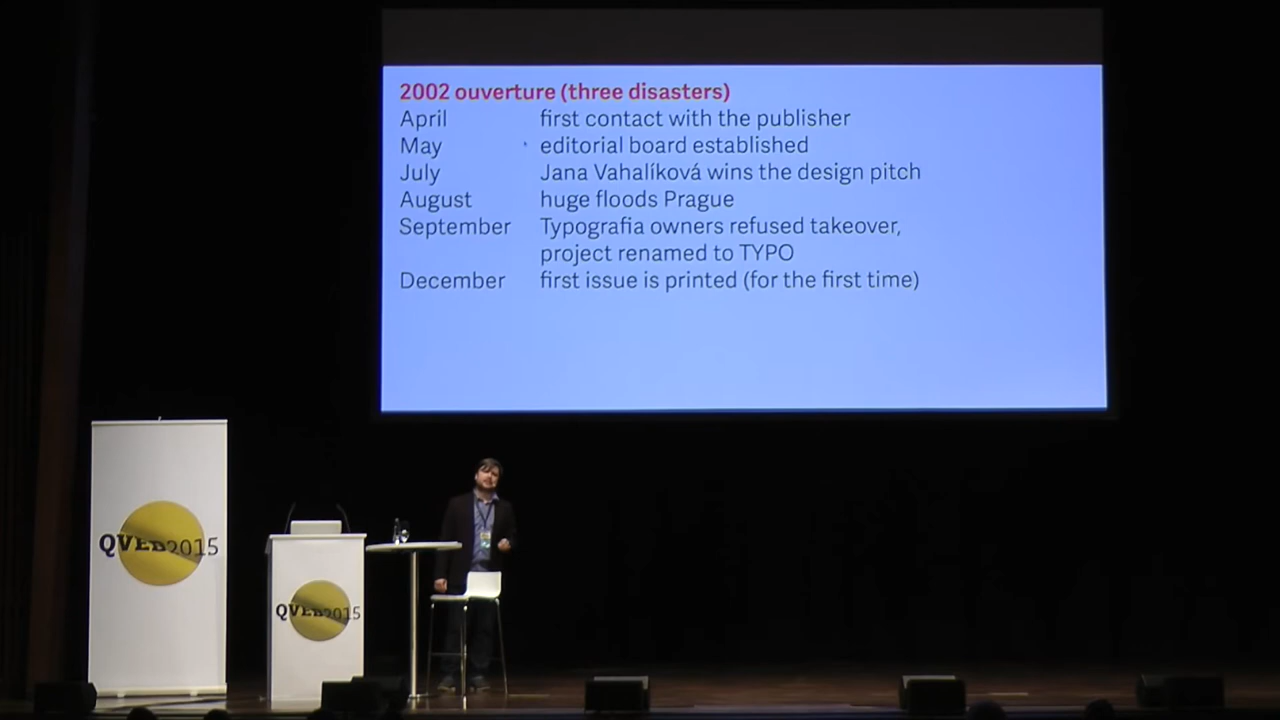 2002 ouverture (three disasters)
April first contact with the publisher
May editorial board established
July Jana Vahalíková wins the design pitch
August huge floods Prague
September Typografia owners refused takeover,
project renamed to TYPO
December first issue is printed (for the first time)
QVED2015
QVED2015